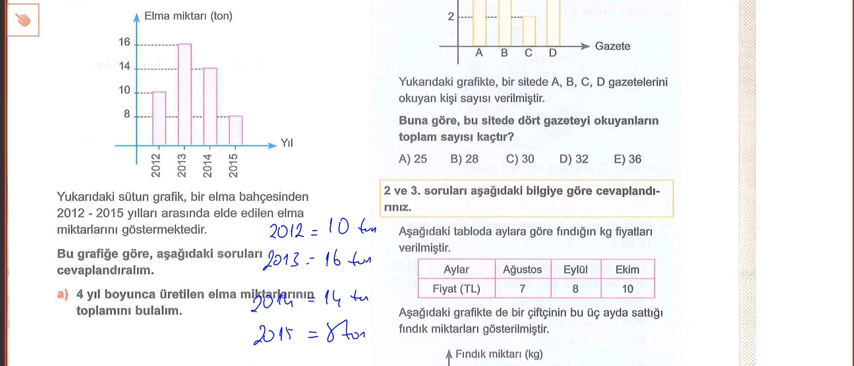 Elma miktarı (ton)
16
14
10
8
Yıl
2012
2013
2014
2015
Yukarıdaki sütun grafik, bir elma bahçesinden
2012 - 2015 yılları arasında elde edilen elma
miktarlarını göstermektedir.
2012 = 10 ton
Bu grafiğe göre, aşağıdaki soruları
cevaplandıralım.
2013 = 16 ton
a) 4 yıl boyunca üretilen elma miktarlarının
toplamını bulalım.
2014 = 14 ton
2015 = 8 ton
2
A B C D
Gazete
Yukarıdaki grafikte, bir sitede A, B, C, D gazetelerini
okuyan kişi sayısı verilmiştir.
Buna göre, bu sitede dört gazeteyi okuyanların
toplam sayısı kaçtır?
A) 25 B) 28 C) 30 D) 32 E) 36
2 ve 3. soruları aşağıdaki bilgiye göre cevaplandı-
rınız.
Aşağıdaki tabloda aylara göre fındığın kg fiyatları
verilmiştir.
Aylar Ağustos Eylül Ekim
Fiyat (TL) 7 8 10
Aşağıdaki grafikte de bir çiftçinin bu üç ayda sattığı
fındık miktarları gösterilmiştir.
Fındık miktarı (kg)